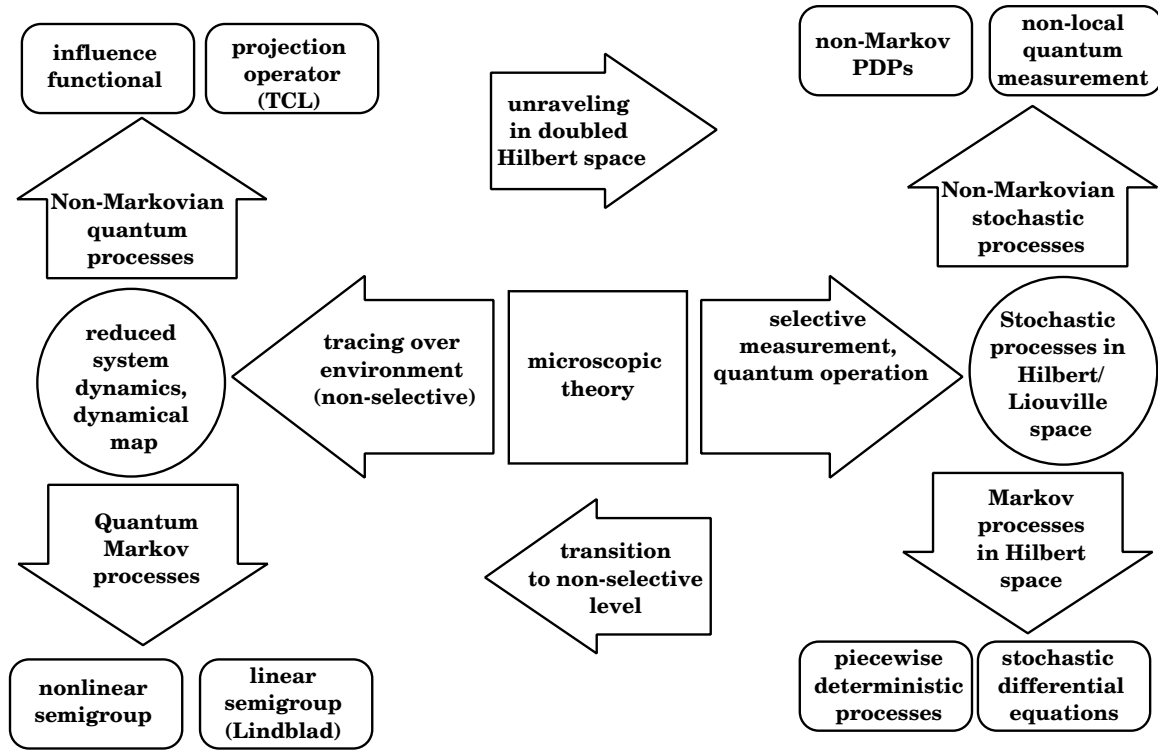 influence
functional
projection
operator
(TCL)
unraveling
in doubled
Hilbert space
non-Markov
PDPs
non-local
quantum
measurement
Non-Markovian
quantum
processes
Non-Markovian
stochastic
processes
reduced
system
dynamics,
dynamical
map
tracing over
environment
(non-selective)
microscopic
theory
selective
measurement,
quantum operation
Stochastic
processes in
Hilbert/
Liouville
space
Quantum
Markov
processes
transition
to non-selective
level
Markov
processes
in Hilbert
space
nonlinear
semigroup
linear
semigroup
(Lindblad)
piecewise
deterministic
processes
stochastic
differential
equations